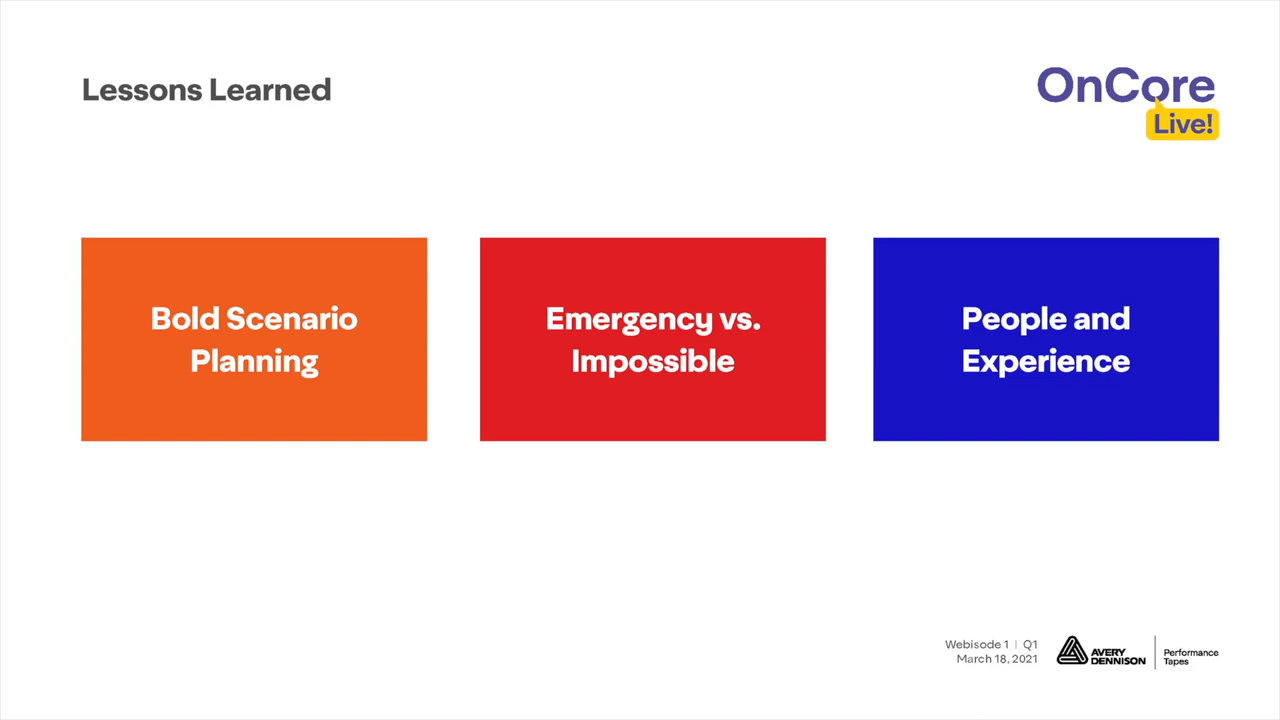 Lessons Learned
OnCore
Live!
Bold Scenario
Planning
Emergency vs.
Impossible
People and
Experience
Webisode 1 | Q1
March 18, 2021
AVERY
DENNISON
Performance
Tapes